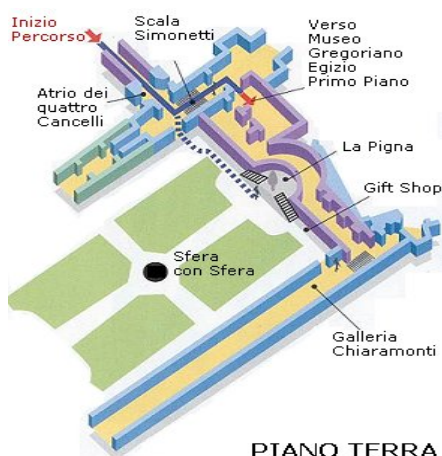 Inizio
Percorso
Scala
Simonetti
Verso
Museo
Gregoriano
Egizio
Primo Piano
Atrio dei
quattro
Cancelli
La Pigna
Gift Shop
Sfera
con Sfera
Galleria
Chiaramonti
PIANO TERRA